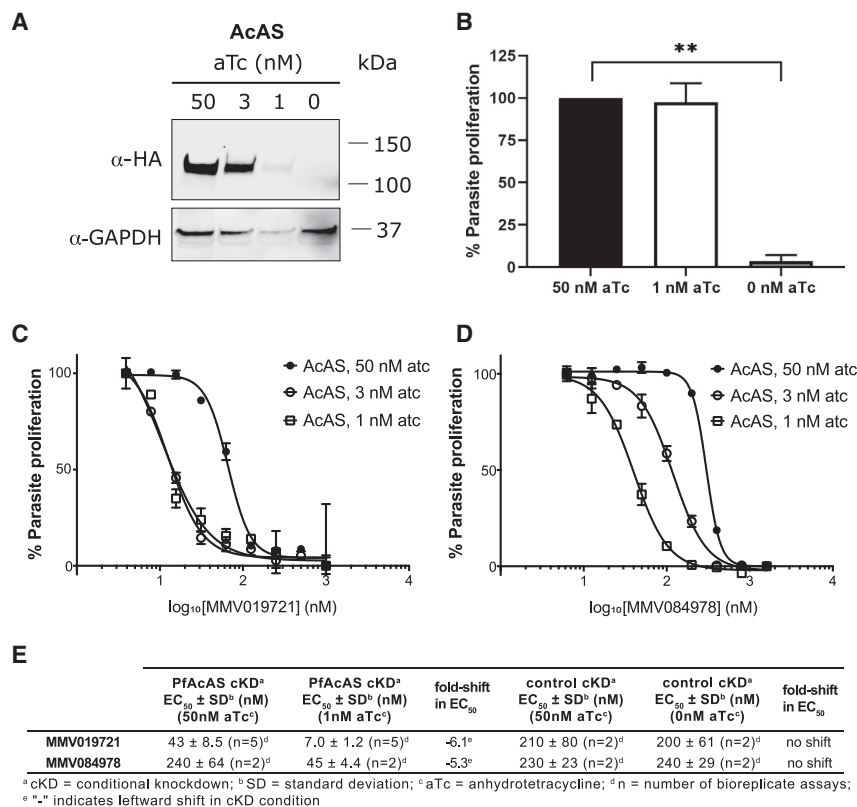 A
AcAS
aTc (nM)
kDa
50 3 1 0
α-HA
150
100
α-GAPDH
37
B
**
% Parasite proliferation
125
100
75
50
25
0
50 nM aTc 1 nM aTc 0 nM aTc
C
% Parasite proliferation
100
50
0
1 2 3 4
log₁₀[MMV019721] (nM)
AcAS, 50 nM atc
AcAS, 3 nM atc
AcAS, 1 nM atc
D
% Parasite proliferation
100
50
0
1 2 3 4
log₁₀[MMV084978] (nM)
AcAS, 50 nM atc
AcAS, 3 nM atc
AcAS, 1 nM atc
E
PfAcAS cKDᵃ EC₅₀ ± SDᵇ (nM) (50nM aTcᶜ) PfAcAS cKDᵃ EC₅₀ ± SDᵇ (nM) (1nM aTcᶜ) fold-shift in EC₅₀ control cKDᵃ EC₅₀ ± SDᵇ (nM) (50nM aTcᶜ) control cKDᵃ EC₅₀ ± SDᵇ (nM) (0nM aTcᶜ) fold-shift in EC₅₀
MMV019721 43 ± 8.5 (n=5)ᵈ 7.0 ± 1.2 (n=5)ᵈ -6.1ᵉ 210 ± 80 (n=2)ᵈ 200 ± 61 (n=2)ᵈ no shift
MMV084978 240 ± 64 (n=2)ᵈ 45 ± 4.4 (n=2)ᵈ -5.3ᵉ 230 ± 23 (n=2)ᵈ 240 ± 29 (n=2)ᵈ no shift
ᵃ cKD = conditional knockdown; ᵇ SD = standard deviation; ᶜ aTc = anhydrotetracycline; ᵈ n = number of bioreplicate assays;
ᵉ "-" indicates leftward shift in cKD condition